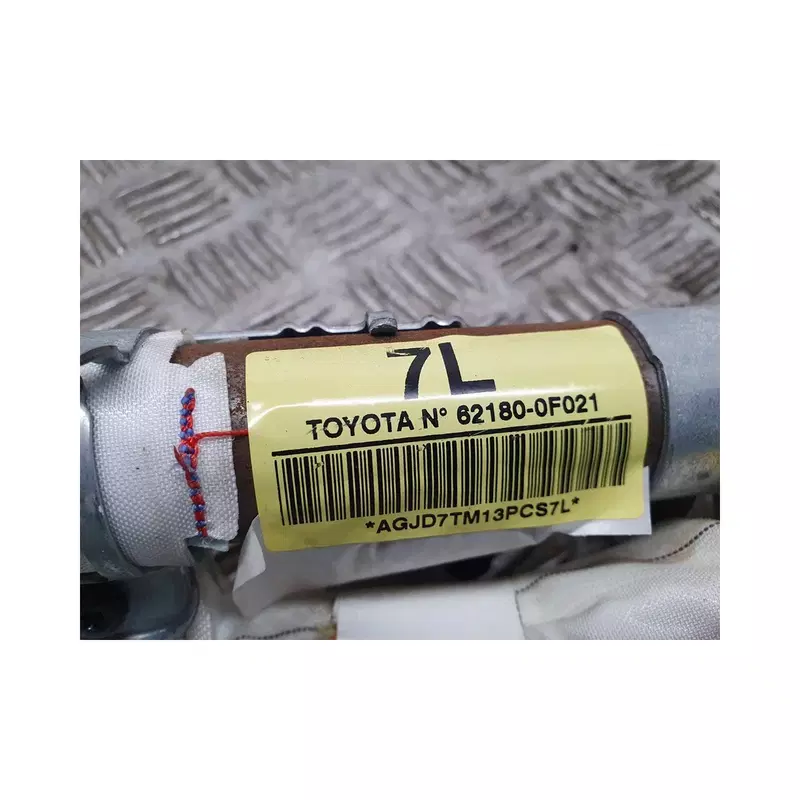 7L
TOYOTA N° 62180-0F021
*AGJD7TM13PCS7L*